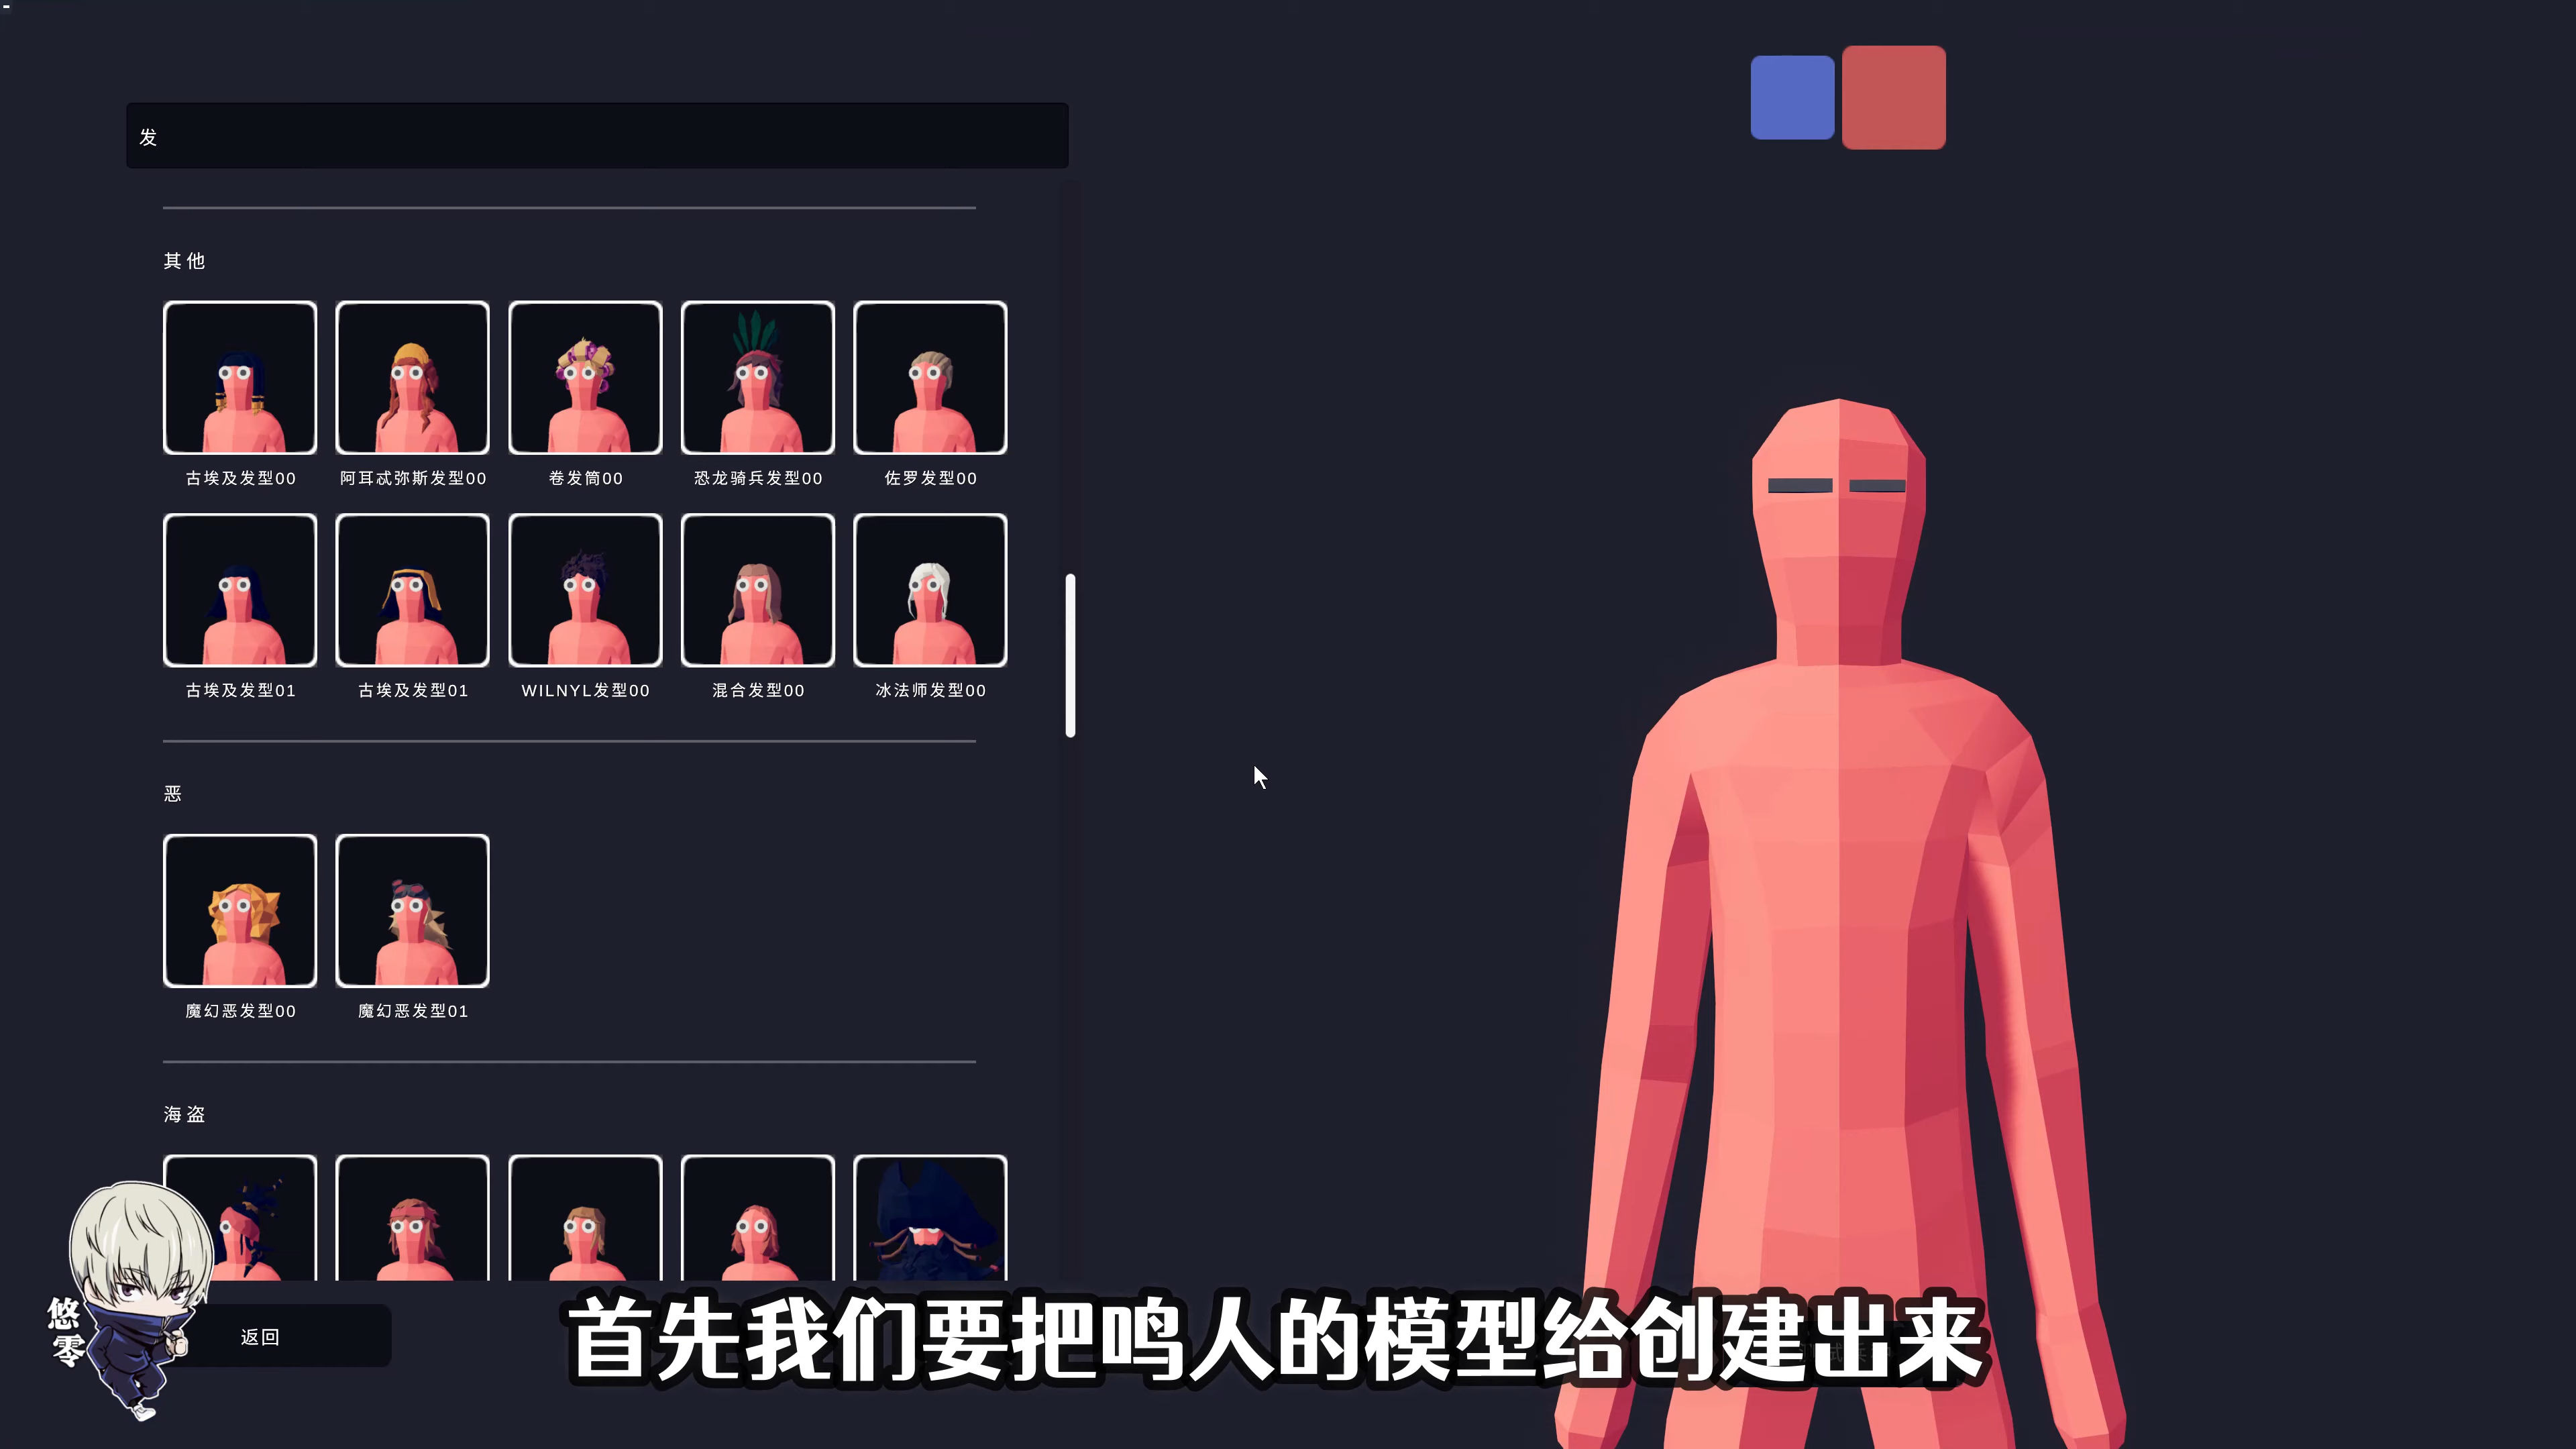 发
其他
古埃及发型00
阿耳忒弥斯发型00
卷发筒00
恐龙骑兵发型00
佐罗发型00
古埃及发型01
古埃及发型01
WILNYL发型00
混合发型00
冰法师发型00
恶
魔幻恶发型00
魔幻恶发型01
海盗
悠零
返回
首先我们要把鸣人的模型给创建出来